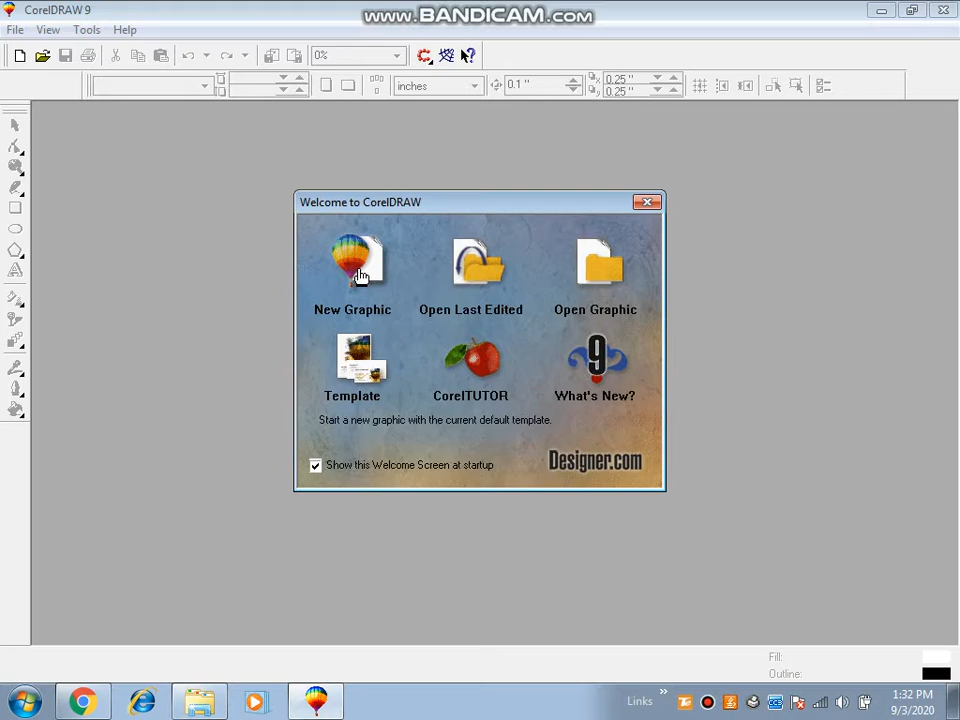 CorelDRAW 9
www.BANDICAM.com
File View Tools Help
0%
inches
0.1 "
0.25 "
0.25 "
Welcome to CorelDRAW
New Graphic Open Last Edited Open Graphic
9
Template CorelTUTOR What's New?
Start a new graphic with the current default template.
Show this Welcome Screen at startup
Designer.com
Fill:
Outline:
Links
1:32 PM
9/3/2020